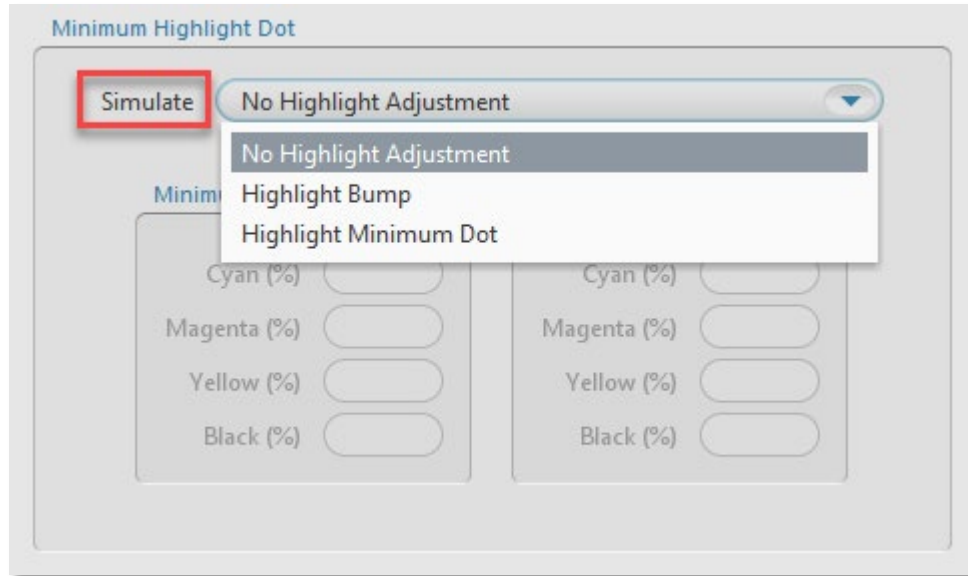 Minimum Highlight Dot
Simulate No Highlight Adjustment
No Highlight Adjustment
Highlight Bump
Highlight Minimum Dot
Cyan (%) Cyan (%)
Magenta (%) Magenta (%)
Yellow (%) Yellow (%)
Black (%) Black (%)